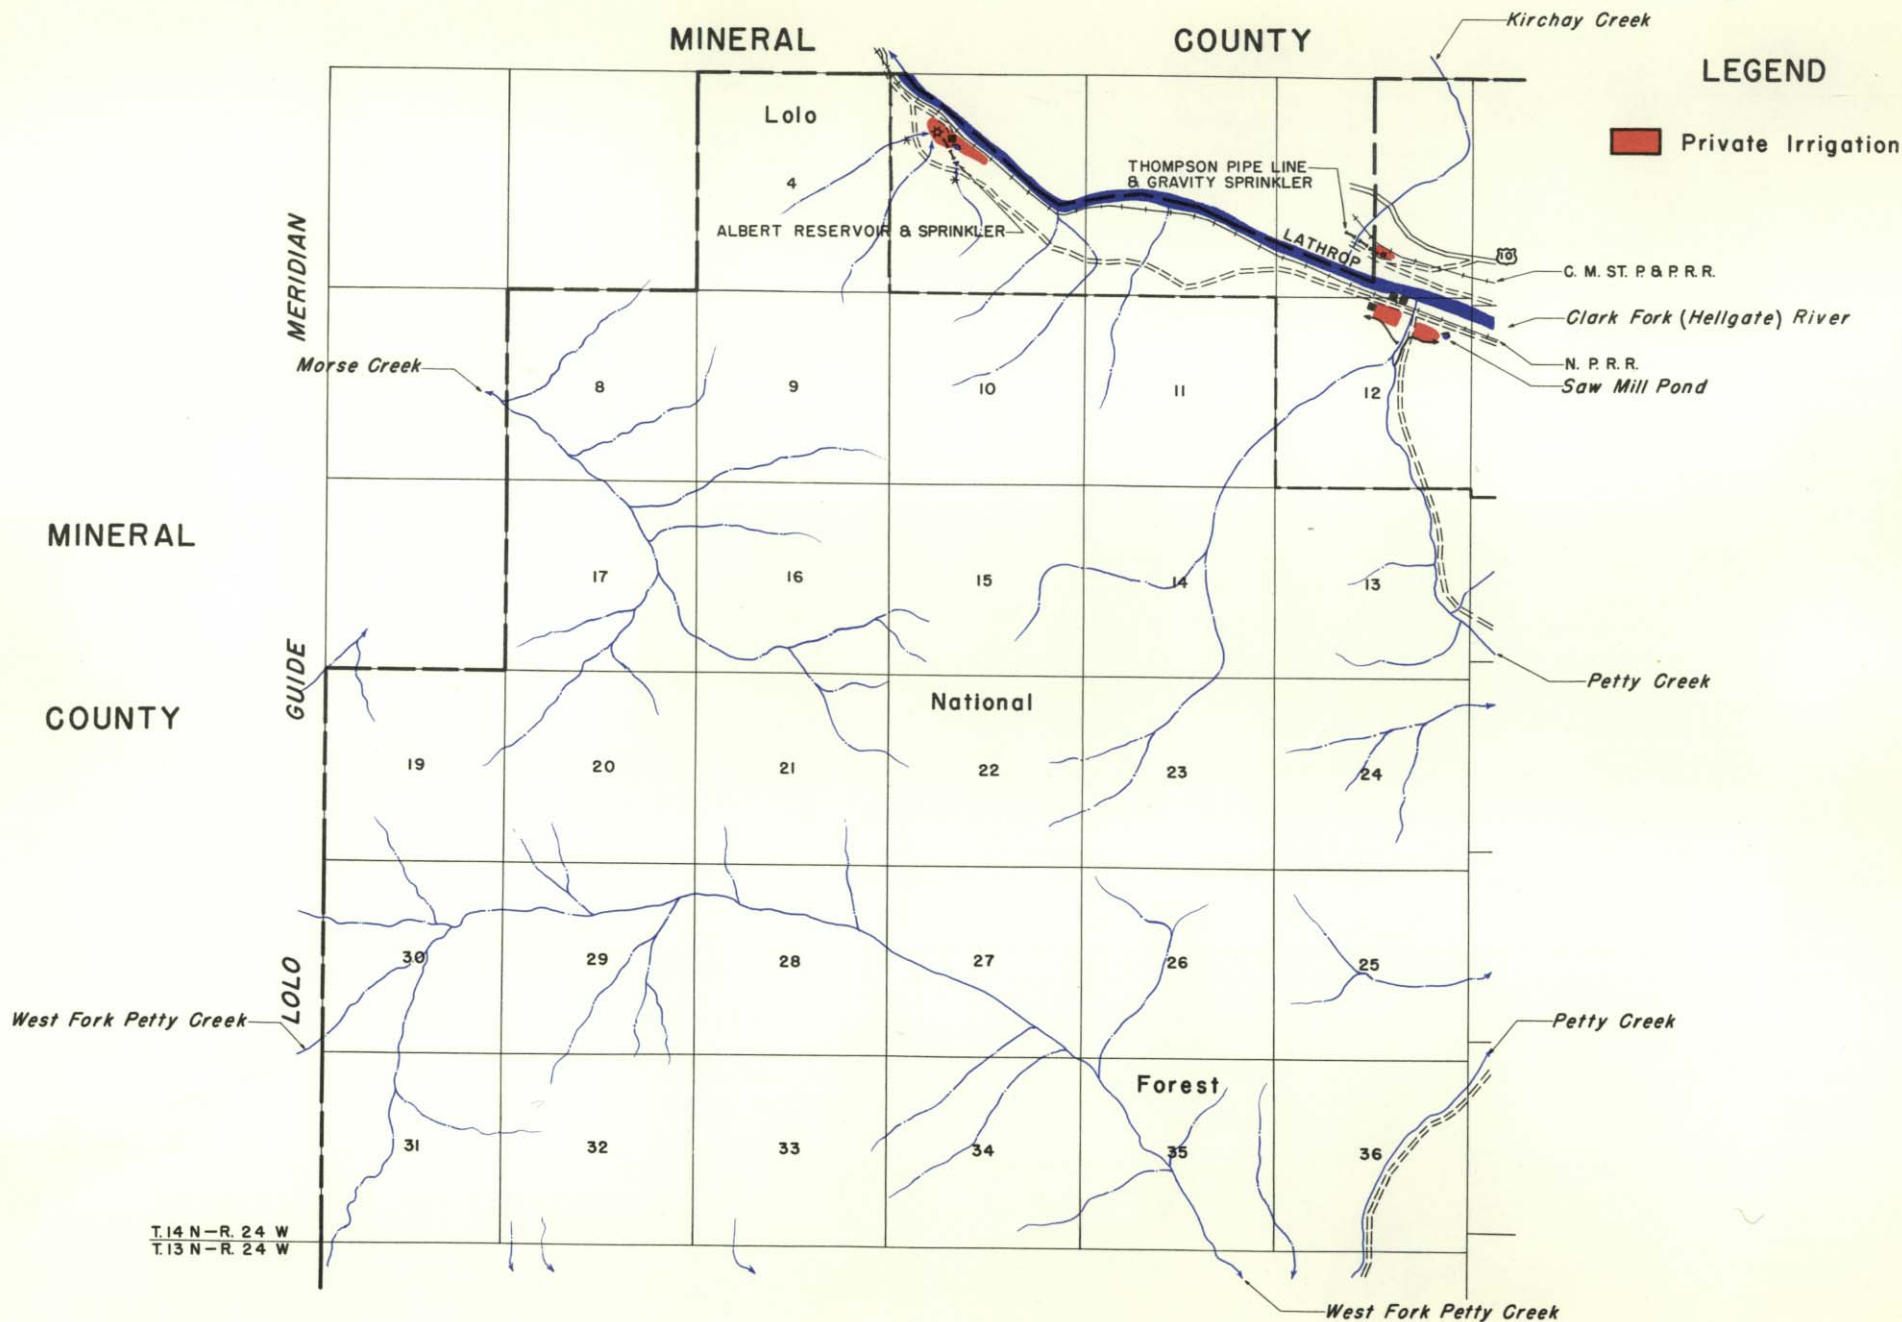 Kirchay Creek
MINERAL COUNTY
LEGEND
Private Irrigation
Lolo
4
THOMPSON PIPE LINE
& GRAVITY SPRINKLER
ALBERT RESERVOIR & SPRINKLER
LATHROP
10
C. M. ST. P. & P. R. R.
Clark Fork (Hellgate) River
N. P. R. R.
Saw Mill Pond
MERIDIAN
Morse Creek
8
9
10
11
12
MINERAL
17
16
15
14
13
GUIDE
Petty Creek
National
COUNTY
19
20
21
22
23
24
30
29
28
27
26
25
LOLO
West Fork Petty Creek
Petty Creek
Forest
31
32
33
34
35
36
T. 14 N – R. 24 W
T. 13 N – R. 24 W
West Fork Petty Creek